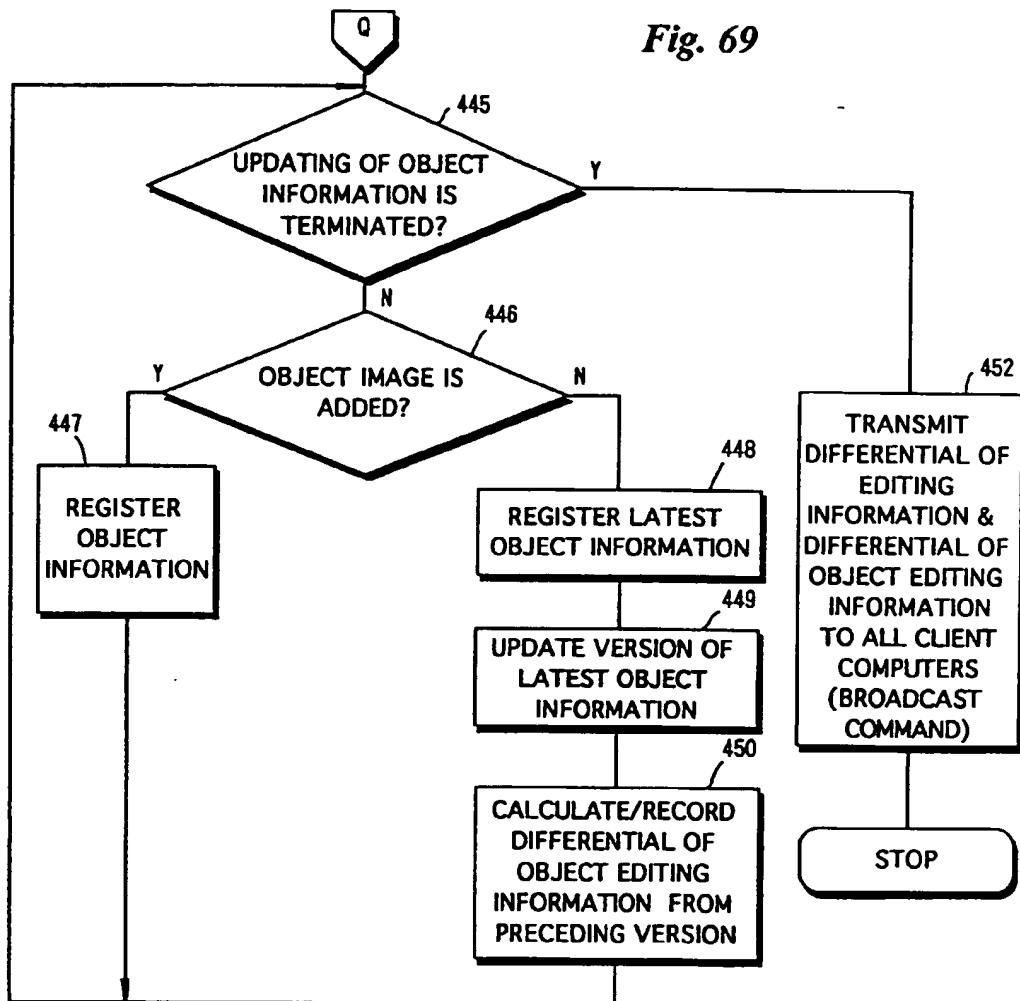 Q
Fig. 69
445
UPDATING OF OBJECT
INFORMATION IS
TERMINATED?
Y
N
446
OBJECT IMAGE IS
ADDED?
Y
N
447
REGISTER
OBJECT
INFORMATION
448
REGISTER LATEST
OBJECT INFORMATION
449
UPDATE VERSION OF
LATEST OBJECT
INFORMATION
450
CALCULATE/RECORD
DIFFERENTIAL OF
OBJECT EDITING
INFORMATION FROM
PRECEDING VERSION
452
TRANSMIT
DIFFERENTIAL OF
EDITING
INFORMATION &
DIFFERENTIAL OF
OBJECT EDITING
INFORMATION
TO ALL CLIENT
COMPUTERS
(BROADCAST
COMMAND)
STOP